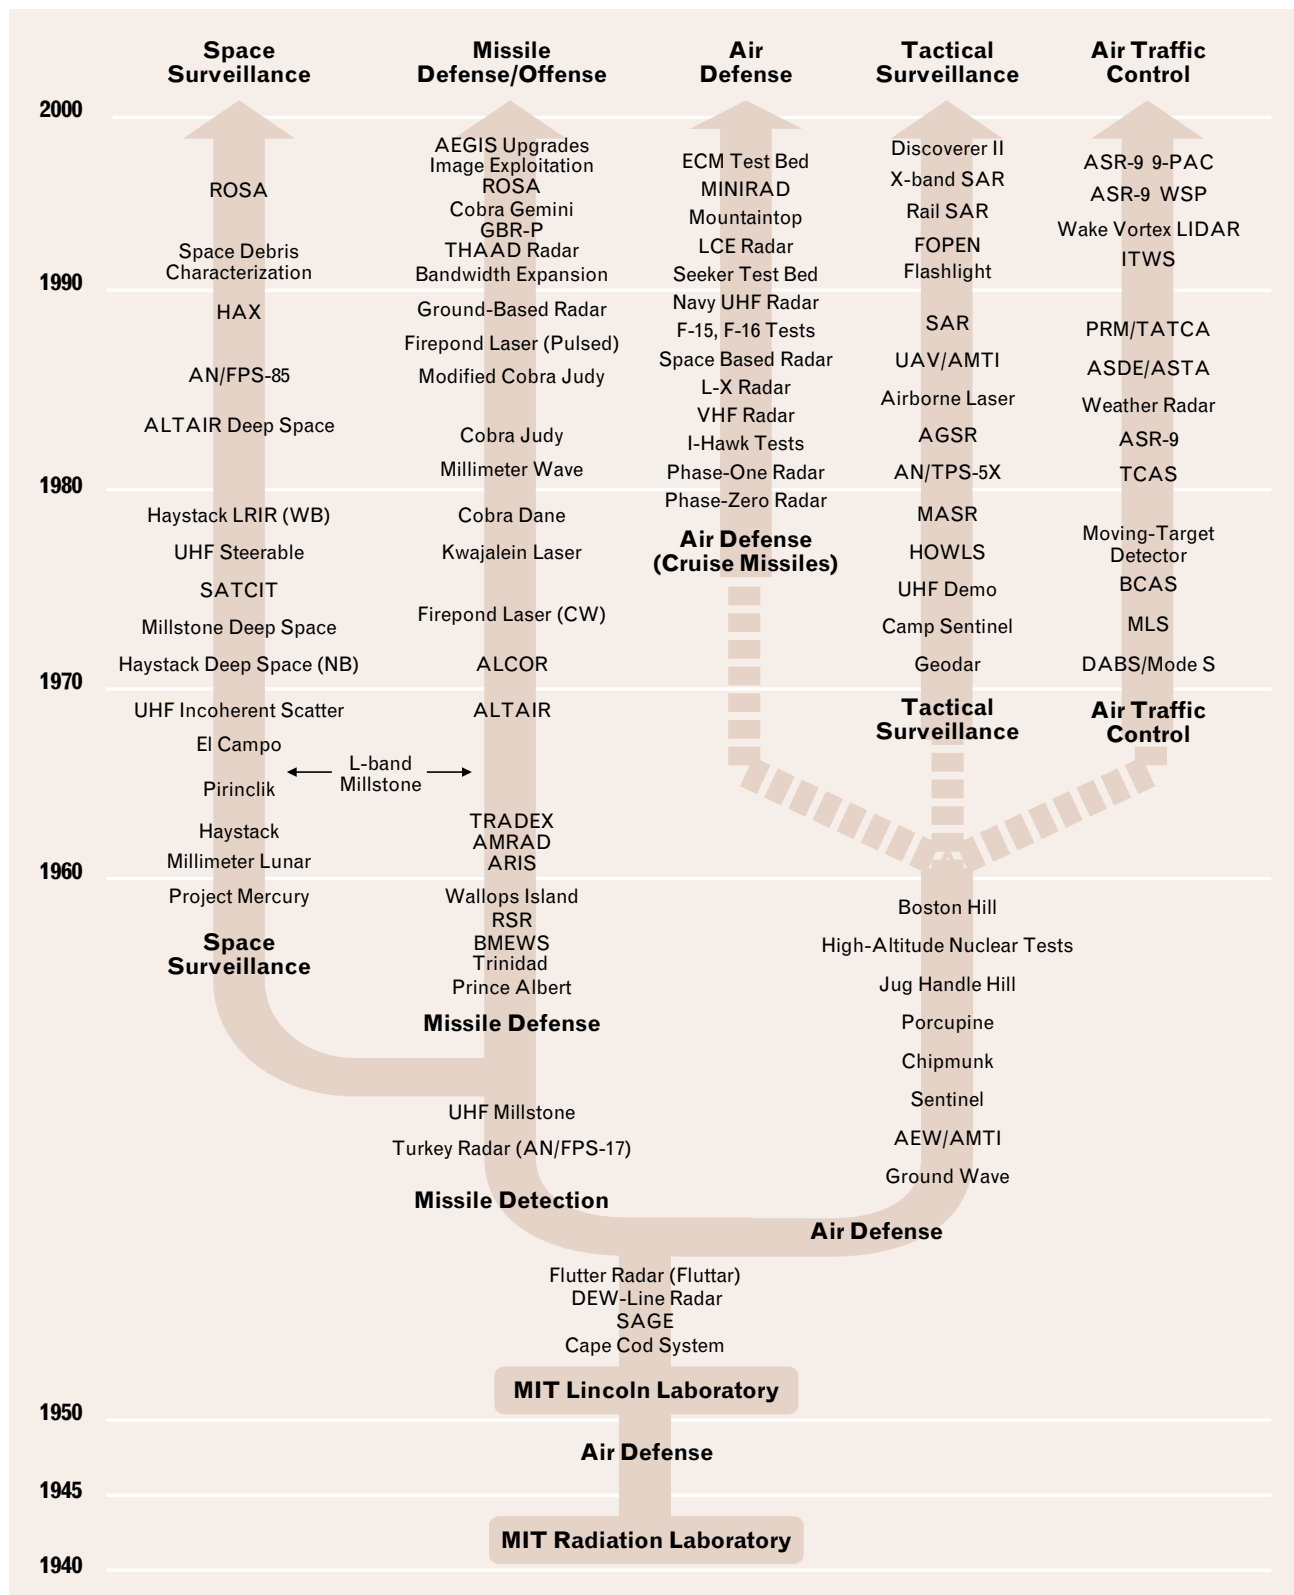 Space
Surveillance
Missile
Defense/Offense
Air
Defense
Tactical
Surveillance
Air Traffic
Control
2000
ROSA
Space Debris
Characterization
1990
HAX
AN/FPS-85
ALTAIR Deep Space
1980
Haystack LRIR (WB)
UHF Steerable
SATCIT
Millstone Deep Space
Haystack Deep Space (NB)
1970
UHF Incoherent Scatter
El Campo
Pirinclik
Haystack
Millimeter Lunar
1960
Project Mercury
Space
Surveillance
L-band
Millstone
AEGIS Upgrades
Image Exploitation
ROSA
Cobra Gemini
GBR-P
THAAD Radar
Bandwidth Expansion
Ground-Based Radar
Firepond Laser (Pulsed)
Modified Cobra Judy
Cobra Judy
Millimeter Wave
Cobra Dane
Kwajalein Laser
Firepond Laser (CW)
ALCOR
ALTAIR
TRADEX
AMRAD
ARIS
Wallops Island
RSR
BMEWS
Trinidad
Prince Albert
Missile Defense
UHF Millstone
Turkey Radar (AN/FPS-17)
Missile Detection
ECM Test Bed
MINIRAD
Mountaintop
LCE Radar
Seeker Test Bed
Navy UHF Radar
F-15, F-16 Tests
Space Based Radar
L-X Radar
VHF Radar
I-Hawk Tests
Phase-One Radar
Phase-Zero Radar
Air Defense
(Cruise Missiles)
Discoverer II
X-band SAR
Rail SAR
FOPEN
Flashlight
SAR
UAV/AMTI
Airborne Laser
AGSR
AN/TPS-5X
MASR
HOWLS
UHF Demo
Camp Sentinel
Geodar
Tactical
Surveillance
ASR-9 9-PAC
ASR-9 WSP
Wake Vortex LIDAR
ITWS
PRM/TATCA
ASDE/ASTA
Weather Radar
ASR-9
TCAS
Moving-Target
Detector
BCAS
MLS
DABS/Mode S
Air Traffic
Control
Boston Hill
High-Altitude Nuclear Tests
Jug Handle Hill
Porcupine
Chipmunk
Sentinel
AEW/AMTI
Ground Wave
Air Defense
Flutter Radar (Fluttar)
DEW-Line Radar
SAGE
Cape Cod System
MIT Lincoln Laboratory
1950
Air Defense
1945
MIT Radiation Laboratory
1940